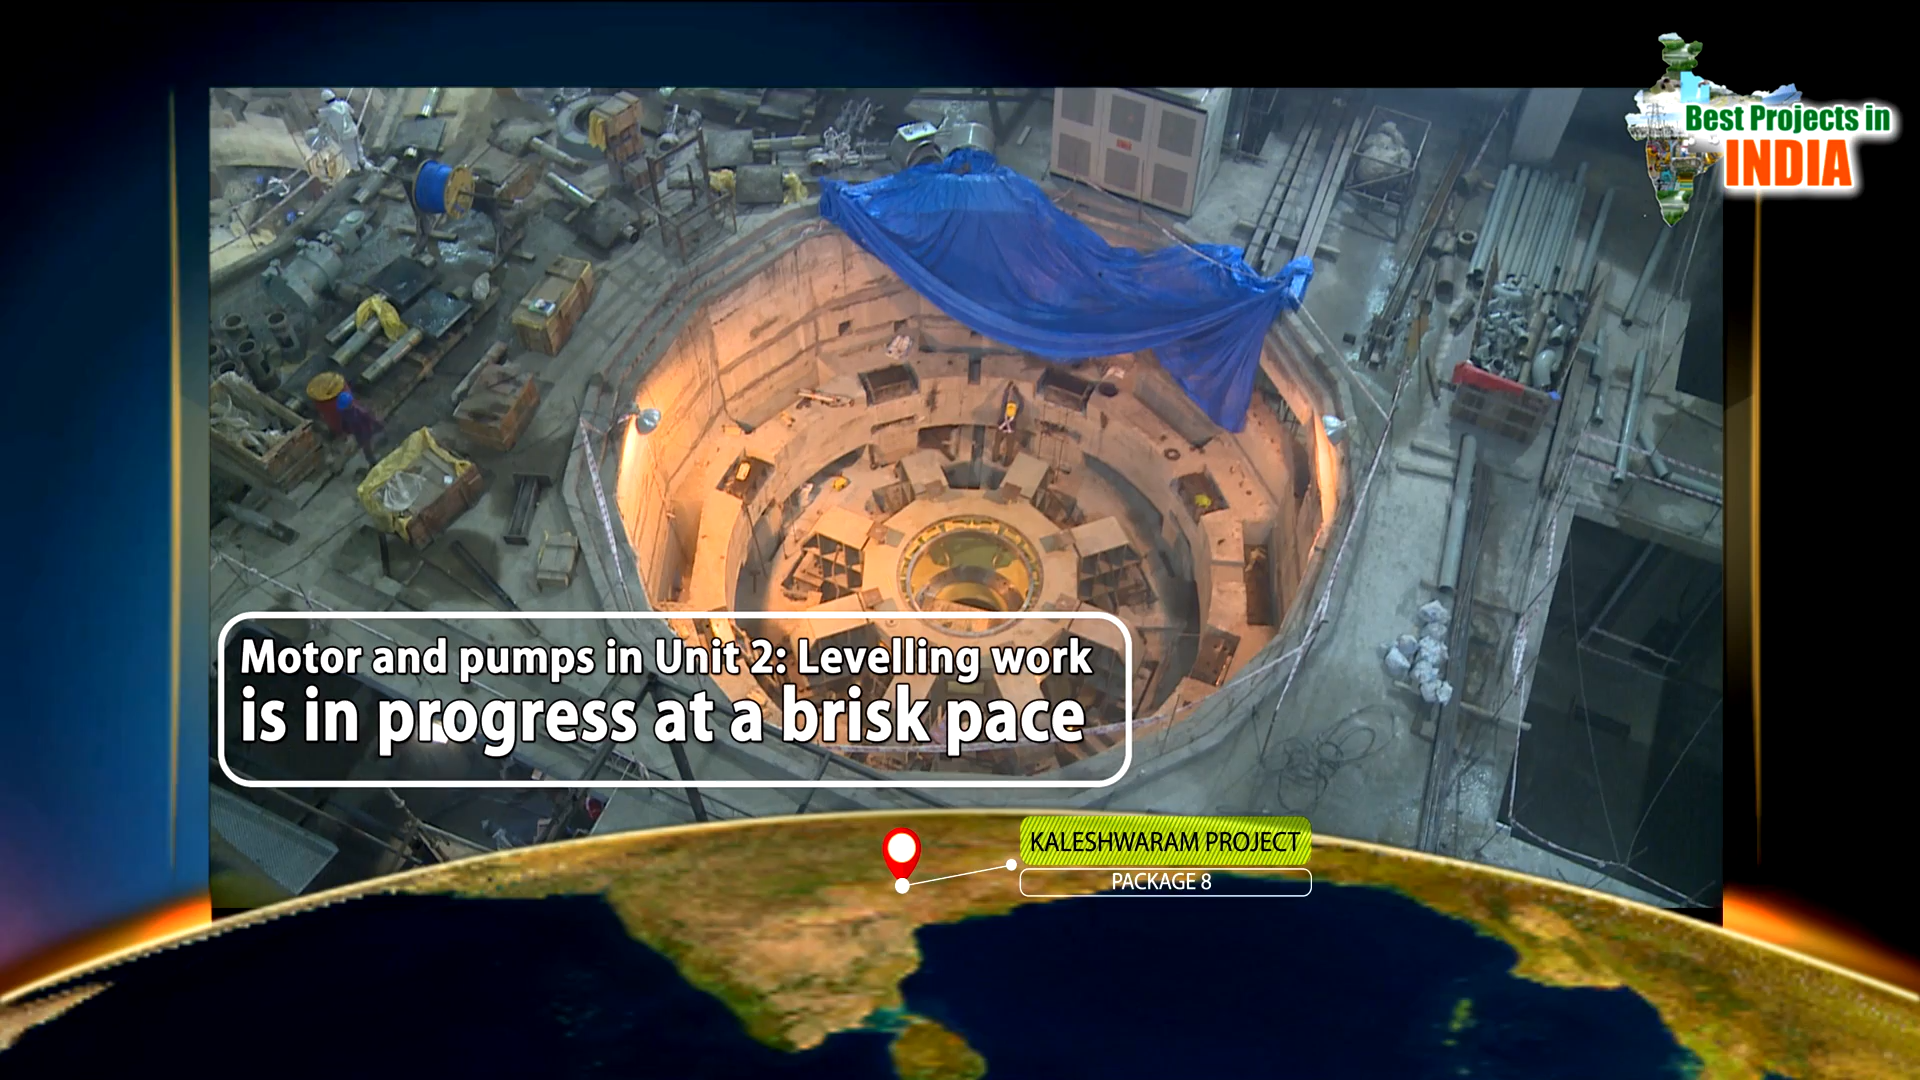 Best Projects in
INDIA
Motor and pumps in Unit 2: Levelling work
is in progress at a brisk pace
KALESHWARAM PROJECT
PACKAGE 8